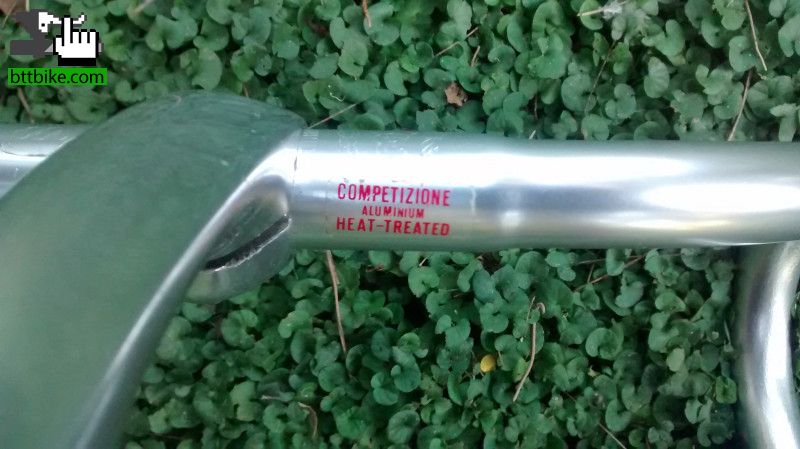 bttbike.com
COMPETIZIONE
ALUMINIUM
HEAT-TREATED